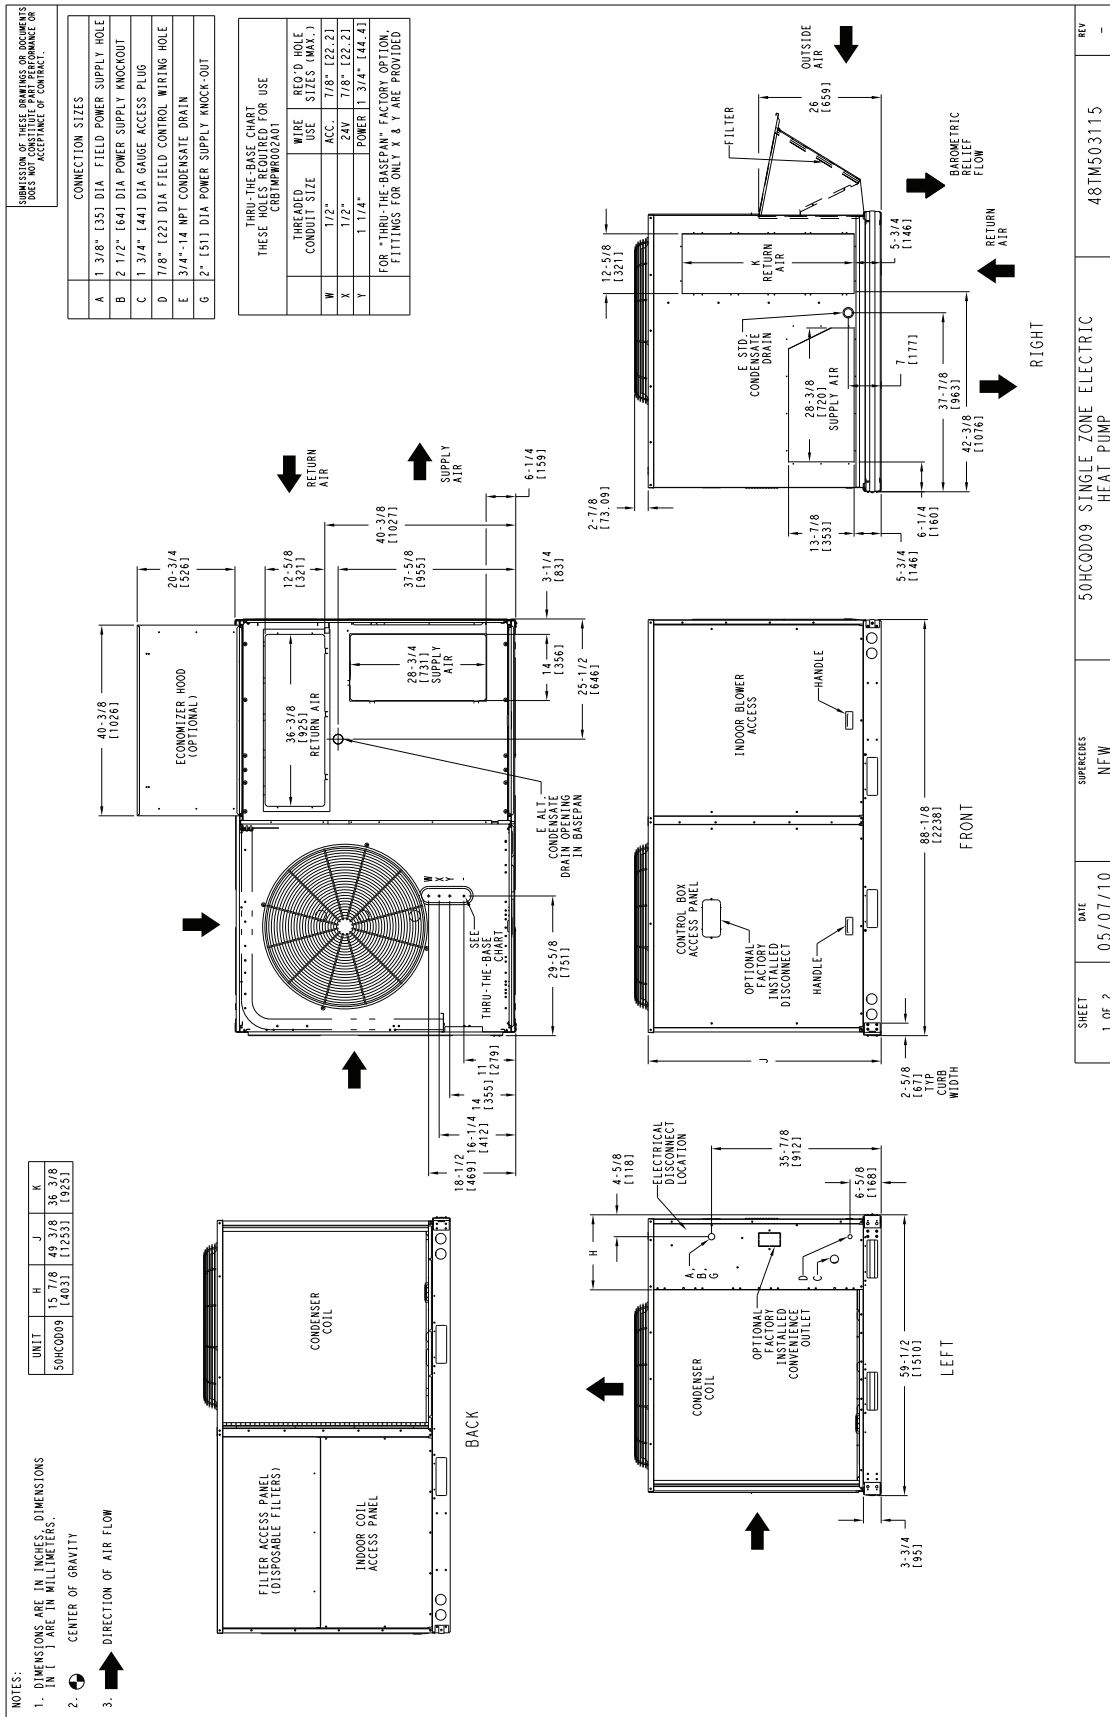 NOTES:
1. DIMENSIONS ARE IN INCHES, DIMENSIONS
IN [ ] ARE IN MILLIMETERS.
2. CENTER OF GRAVITY
3. DIRECTION OF AIR FLOW
UNIT H J K
50HCQD09 15 7/8 [403] 49 3/8 [1253] 36 3/8 [925]
SUBMISSION OF THESE DRAWINGS OR DOCUMENTS
DOES NOT CONSTITUTE PART PERFORMANCE OR
ACCEPTANCE OF CONTRACT.
CONNECTION SIZES
A 1 3/8" [35] DIA FIELD POWER SUPPLY HOLE
B 2 1/2" [64] DIA POWER SUPPLY KNOCKOUT
C 1 3/4" [44] DIA GAUGE ACCESS PLUG
D 7/8" [22] DIA FIELD CONTROL WIRING HOLE
E 3/4"-14 NPT CONDENSATE DRAIN
G 2" [51] DIA POWER SUPPLY KNOCK-OUT
THRU-THE-BASE CHART
THESE HOLES REQUIRED FOR USE
CRBTMPWR002A01
THREADED CONDUIT SIZE WIRE USE REQ'D HOLE SIZES (MAX.)
W 1/2" ACC. 7/8" [22.2]
X 1/2" 24V 7/8" [22.2]
Y 1 1/4" POWER 1 3/4" [44.4]
FOR "THRU-THE-BASEPAN" FACTORY OPTION,
FITTINGS FOR ONLY X & Y ARE PROVIDED
FILTER ACCESS PANEL
(DISPOSABLE FILTERS)
INDOOR COIL
ACCESS PANEL
CONDENSER
COIL
BACK
40-3/8
[1026]
ECONOMIZER HOOD
(OPTIONAL)
20-3/4
[526]
12-5/8
[321]
36-3/8
[925]
RETURN AIR
40-3/8
[1027]
37-5/8
[955]
28-3/4
[731]
SUPPLY
AIR
6-1/4
[159]
3-1/4
[83]
14
[356]
25-1/2
[646]
RETURN
AIR
SUPPLY
AIR
E ALT.
CONDENSATE
DRAIN OPENING
IN BASEPAN
W
X
Y
-
SEE
THRU-THE-BASE
CHART
29-5/8
[751]
18-1/2
[469]
16-1/4
[412]
14
[355]
11
[279]
CONDENSER
COIL
H
4-5/8
[118]
ELECTRICAL
DISCONNECT
LOCATION
A,
B,
G
OPTIONAL
FACTORY
INSTALLED
CONVENIENCE
OUTLET
D
C
35-7/8
[912]
6-5/8
[168]
3-3/4
[95]
59-1/2
[1510]
LEFT
J
CONTROL BOX
ACCESS PANEL
OPTIONAL
FACTORY
INSTALLED
DISCONNECT
HANDLE
INDOOR BLOWER
ACCESS
HANDLE
2-5/8
[67]
TYP
CURB
WIDTH
88-1/8
[2238]
FRONT
2-7/8
[73.09]
12-5/8
[321]
K
RETURN
AIR
FILTER
26
[659]
OUTSIDE
AIR
BAROMETRIC
RELIEF
FLOW
E STD.
CONDENSATE
DRAIN
28-3/8
[720]
SUPPLY AIR
13-7/8
[353]
5-3/4
[146]
6-1/4
[160]
7
[177]
5-3/4
[146]
37-7/8
[963]
42-3/8
[1076]
RETURN
AIR
RIGHT
SHEET
1 OF 2
DATE
05/07/10
SUPERCEDES
NEW
50HCQD09 SINGLE ZONE ELECTRIC
HEAT PUMP
48TM503115
REV
-